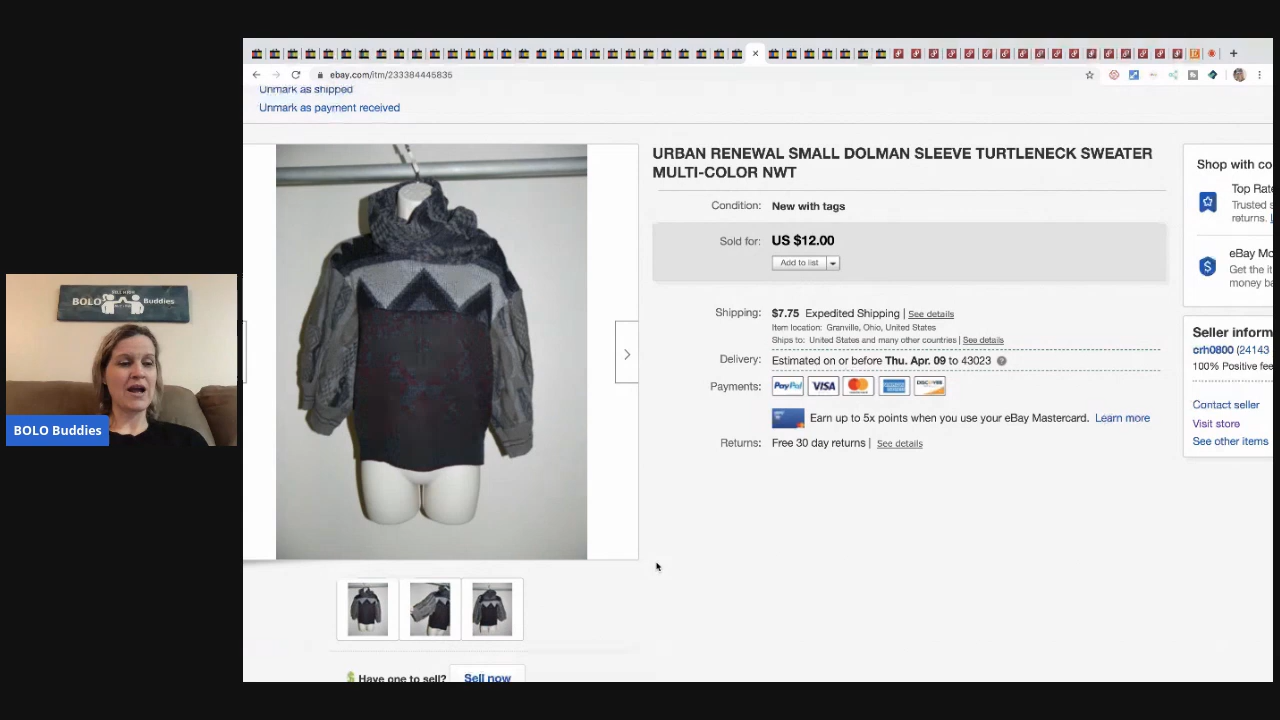 ebay.com/itm/233384445835
Unmark as shipped
Unmark as payment received
URBAN RENEWAL SMALL DOLMAN SLEEVE TURTLENECK SWEATER
MULTI-COLOR NWT
Condition: New with tags
Sold for: US $12.00
Add to list
Shipping: $7.75 Expedited Shipping | See details
Item location: Granville, Ohio, United States
Ships to: United States and many other countries | See details
Delivery: Estimated on or before Thu. Apr. 09 to 43023
Payments: PayPal VISA MasterCard DISCOVER
Earn up to 5x points when you use your eBay Mastercard. Learn more
Returns: Free 30 day returns | See details
Shop with co
Top Rate
Trusted s
returns.
eBay Mo
Get the it
money ba
Seller inform
crh0800 (24143
100% Positive fee
Contact seller
Visit store
See other items
Have one to sell? Sell now
BOLO Buddies
BOLO Buddies